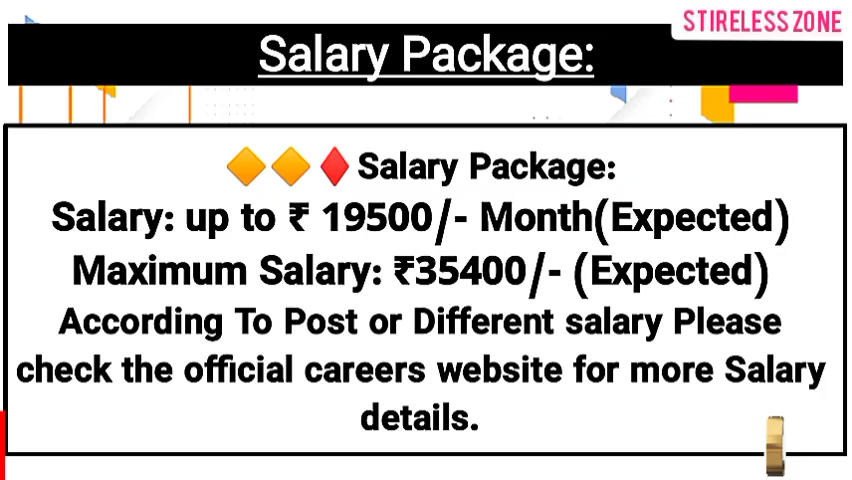 STIRELESS ZONE
Salary Package:
🔶🔶♦️Salary Package:
Salary: up to ₹ 19500/- Month(Expected)
Maximum Salary: ₹35400/- (Expected)
According To Post or Different salary Please
check the official careers website for more Salary
details.